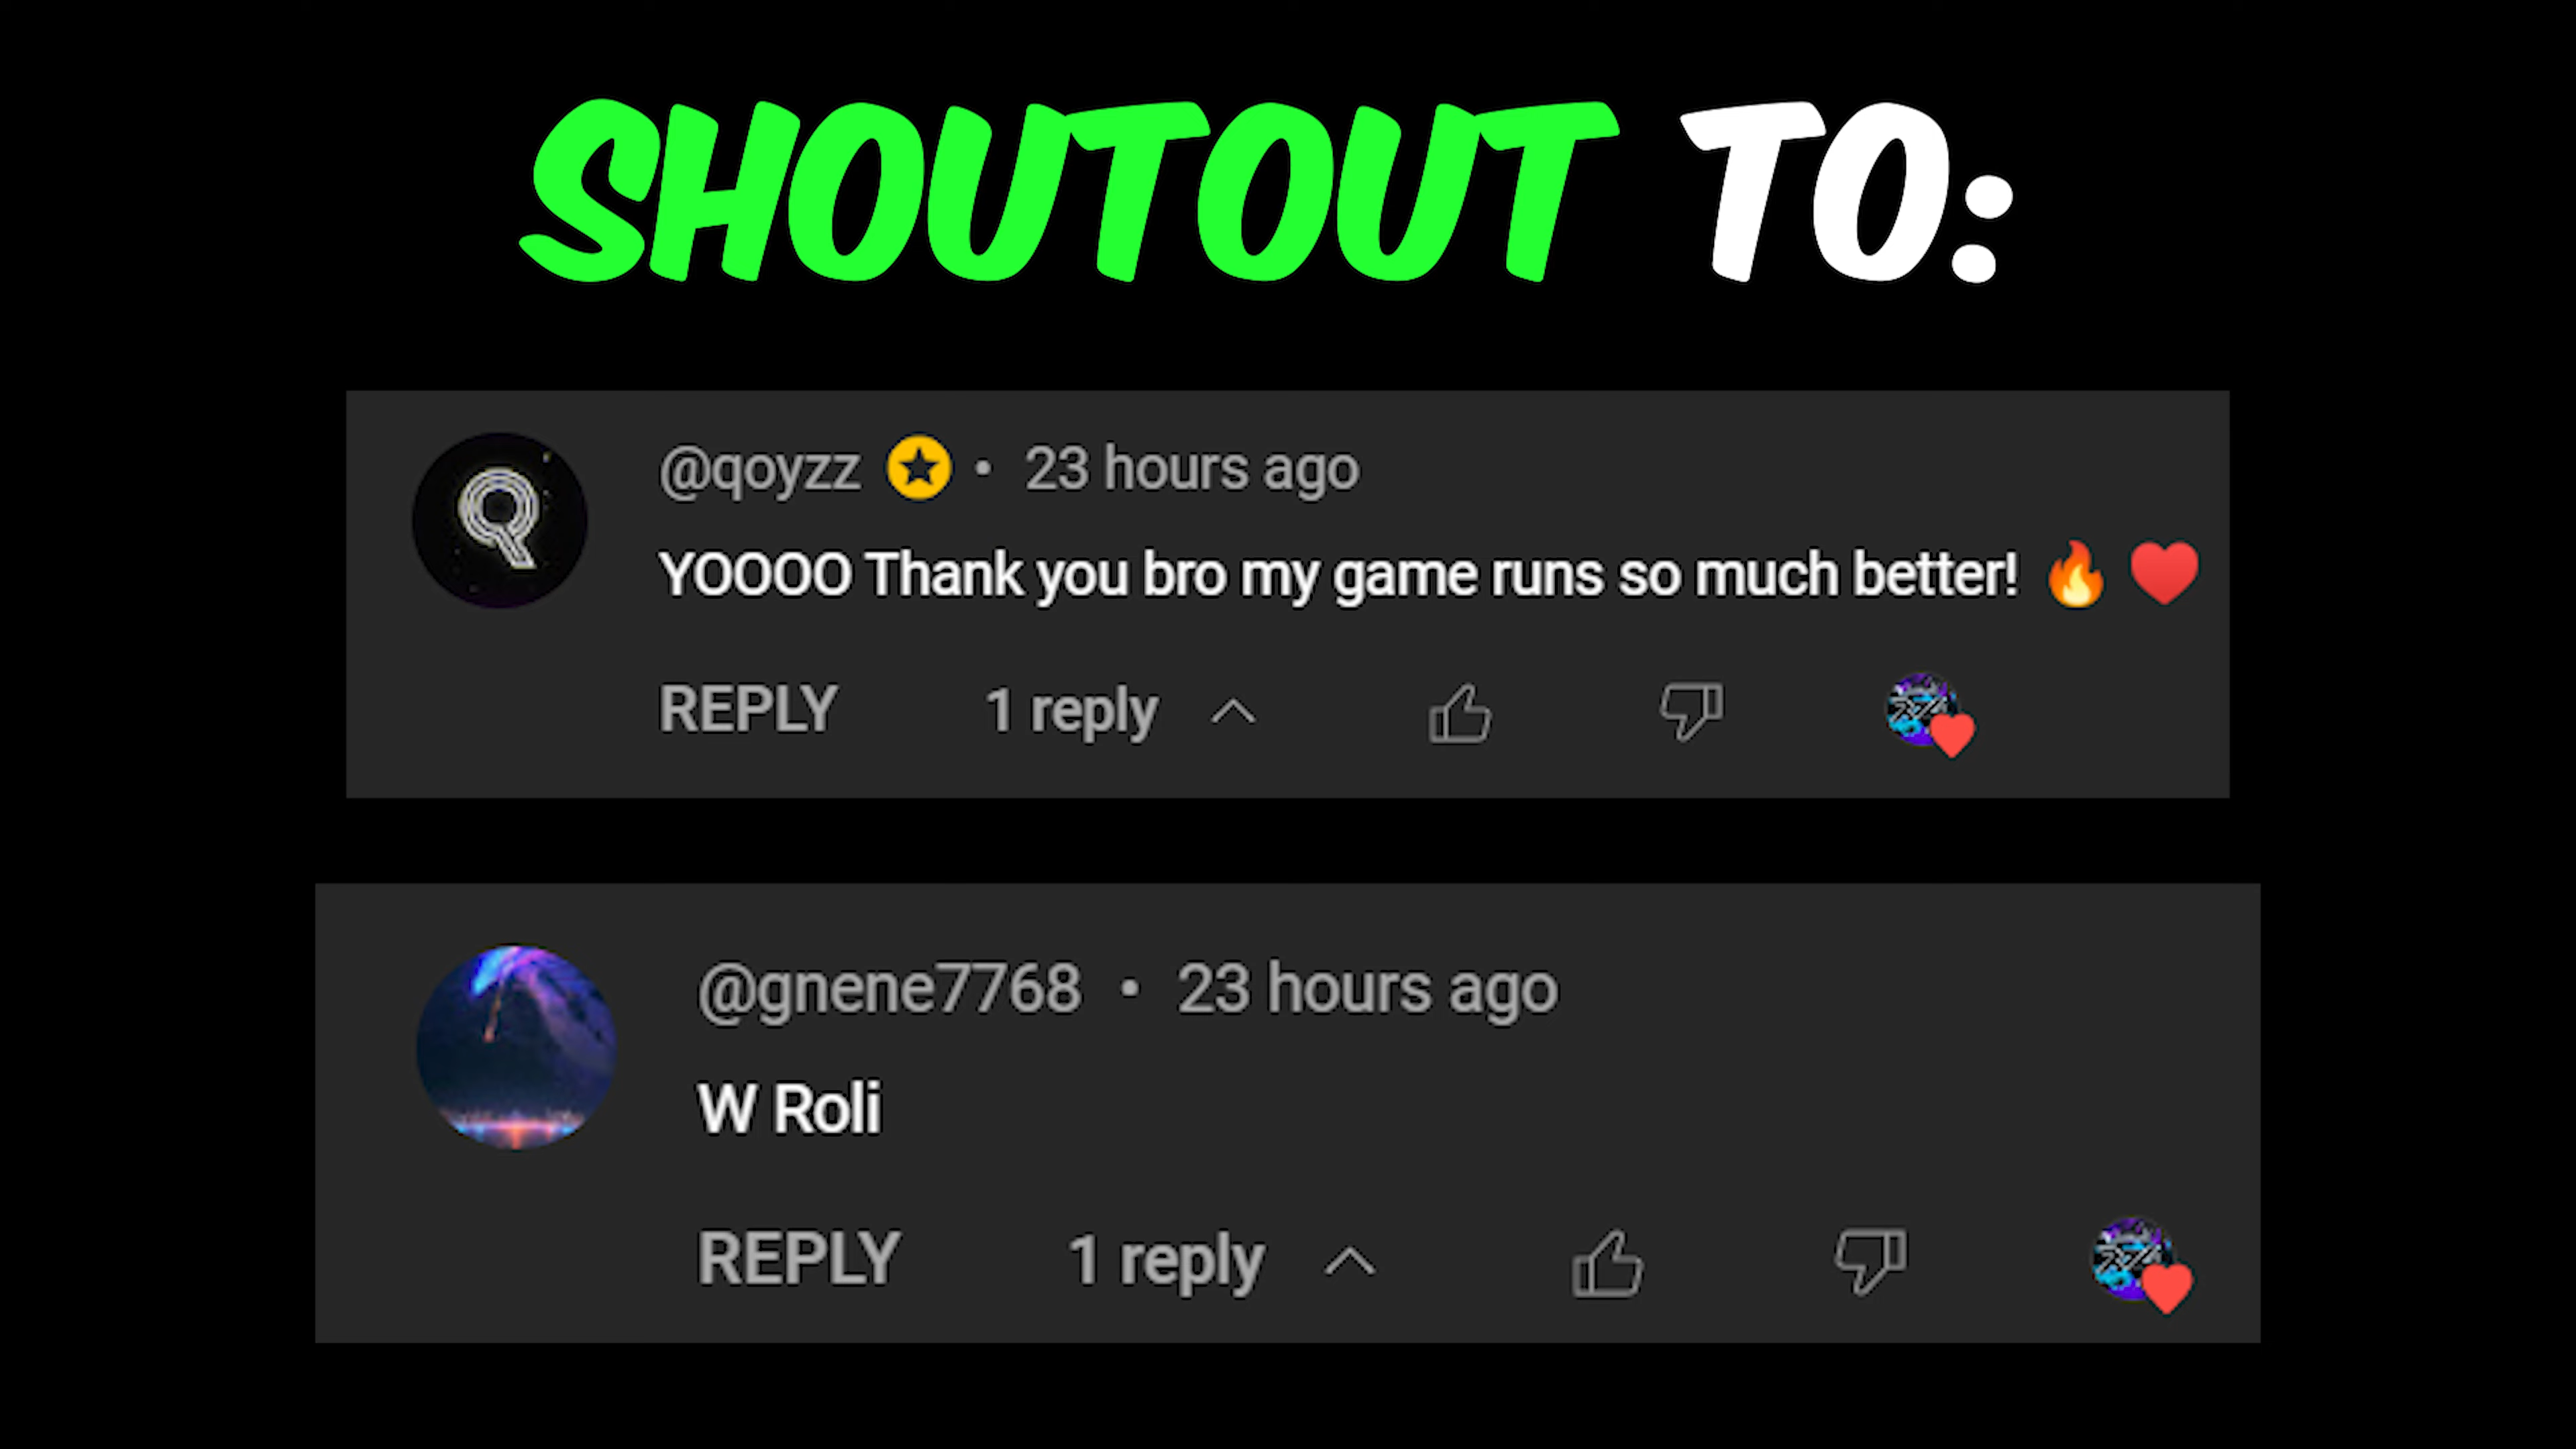 SHOUTOUT TO:
Q
@qoyzz • 23 hours ago
YOOOO Thank you bro my game runs so much better! 🔥 ❤️
REPLY 1 reply
@gnene7768 • 23 hours ago
W Roli
REPLY 1 reply